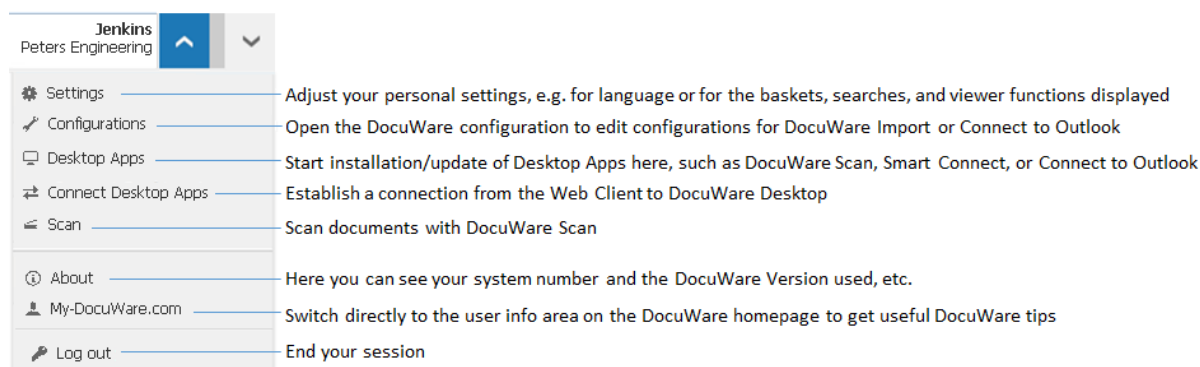 Jenkins
Peters Engineering
Settings Adjust your personal settings, e.g. for language or for the baskets, searches, and viewer functions displayed
Configurations Open the DocuWare configuration to edit configurations for DocuWare Import or Connect to Outlook
Desktop Apps Start installation/update of Desktop Apps here, such as DocuWare Scan, Smart Connect, or Connect to Outlook
Connect Desktop Apps Establish a connection from the Web Client to DocuWare Desktop
Scan Scan documents with DocuWare Scan
About Here you can see your system number and the DocuWare Version used, etc.
My-DocuWare.com Switch directly to the user info area on the DocuWare homepage to get useful DocuWare tips
Log out End your session